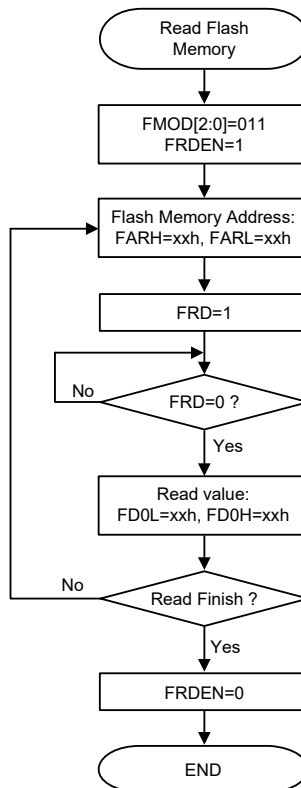 Read Flash
Memory
FMOD[2:0]=011
FRDEN=1
Flash Memory Address:
FARH=xxh, FARL=xxh
FRD=1
No
FRD=0 ?
Yes
Read value:
FD0L=xxh, FD0H=xxh
No
Read Finish ?
Yes
FRDEN=0
END